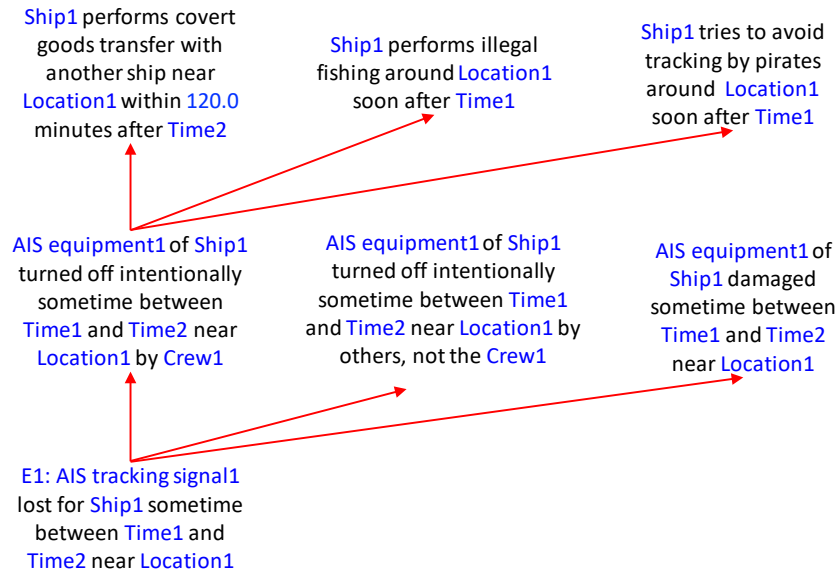 Ship1 performs covert
goods transfer with
another ship near
Location1 within 120.0
minutes after Time2
Ship1 performs illegal
fishing around Location1
soon after Time1
Ship1 tries to avoid
tracking by pirates
around Location1
soon after Time1
AIS equipment1 of Ship1
turned off intentionally
sometime between
Time1 and Time2 near
Location1 by Crew1
AIS equipment1 of Ship1
turned off intentionally
sometime between Time1
and Time2 near Location1 by
others, not the Crew1
AIS equipment1 of
Ship1 damaged
sometime between
Time1 and Time2
near Location1
E1: AIS tracking signal1
lost for Ship1 sometime
between Time1 and
Time2 near Location1